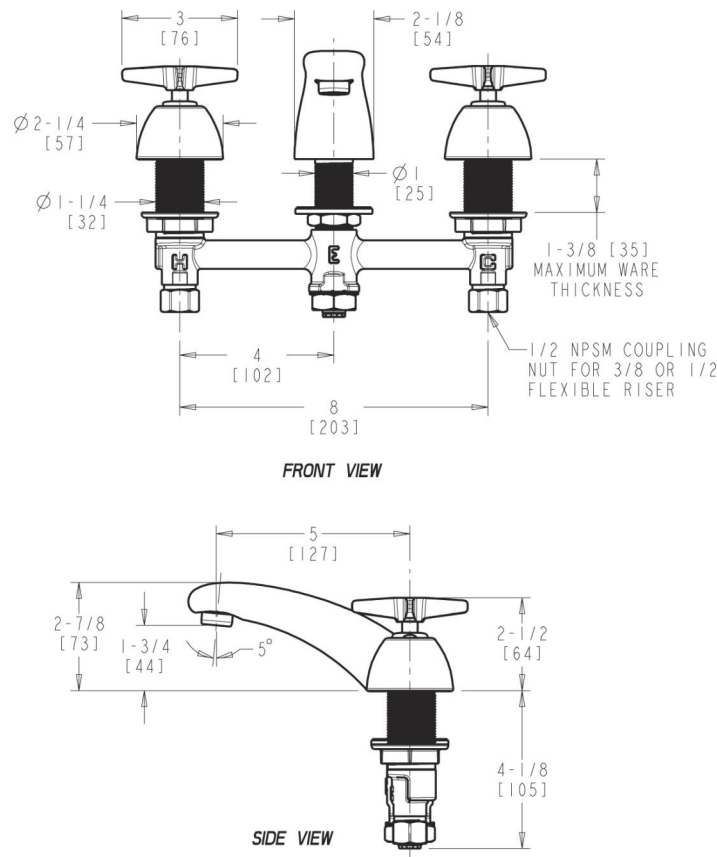 3
[76]
2-1/8
[54]
Ø2-1/4
[57]
Ø1
[25]
Ø1-1/4
[32]
H
E
C
1-3/8 [35]
MAXIMUM WARE
THICKNESS
4
[102]
1/2 NPSM COUPLING
NUT FOR 3/8 OR 1/2
FLEXIBLE RISER
8
[203]
FRONT VIEW
5
[127]
2-7/8
[73]
1-3/4
[44]
5°
2-1/2
[64]
4-1/8
[105]
SIDE VIEW